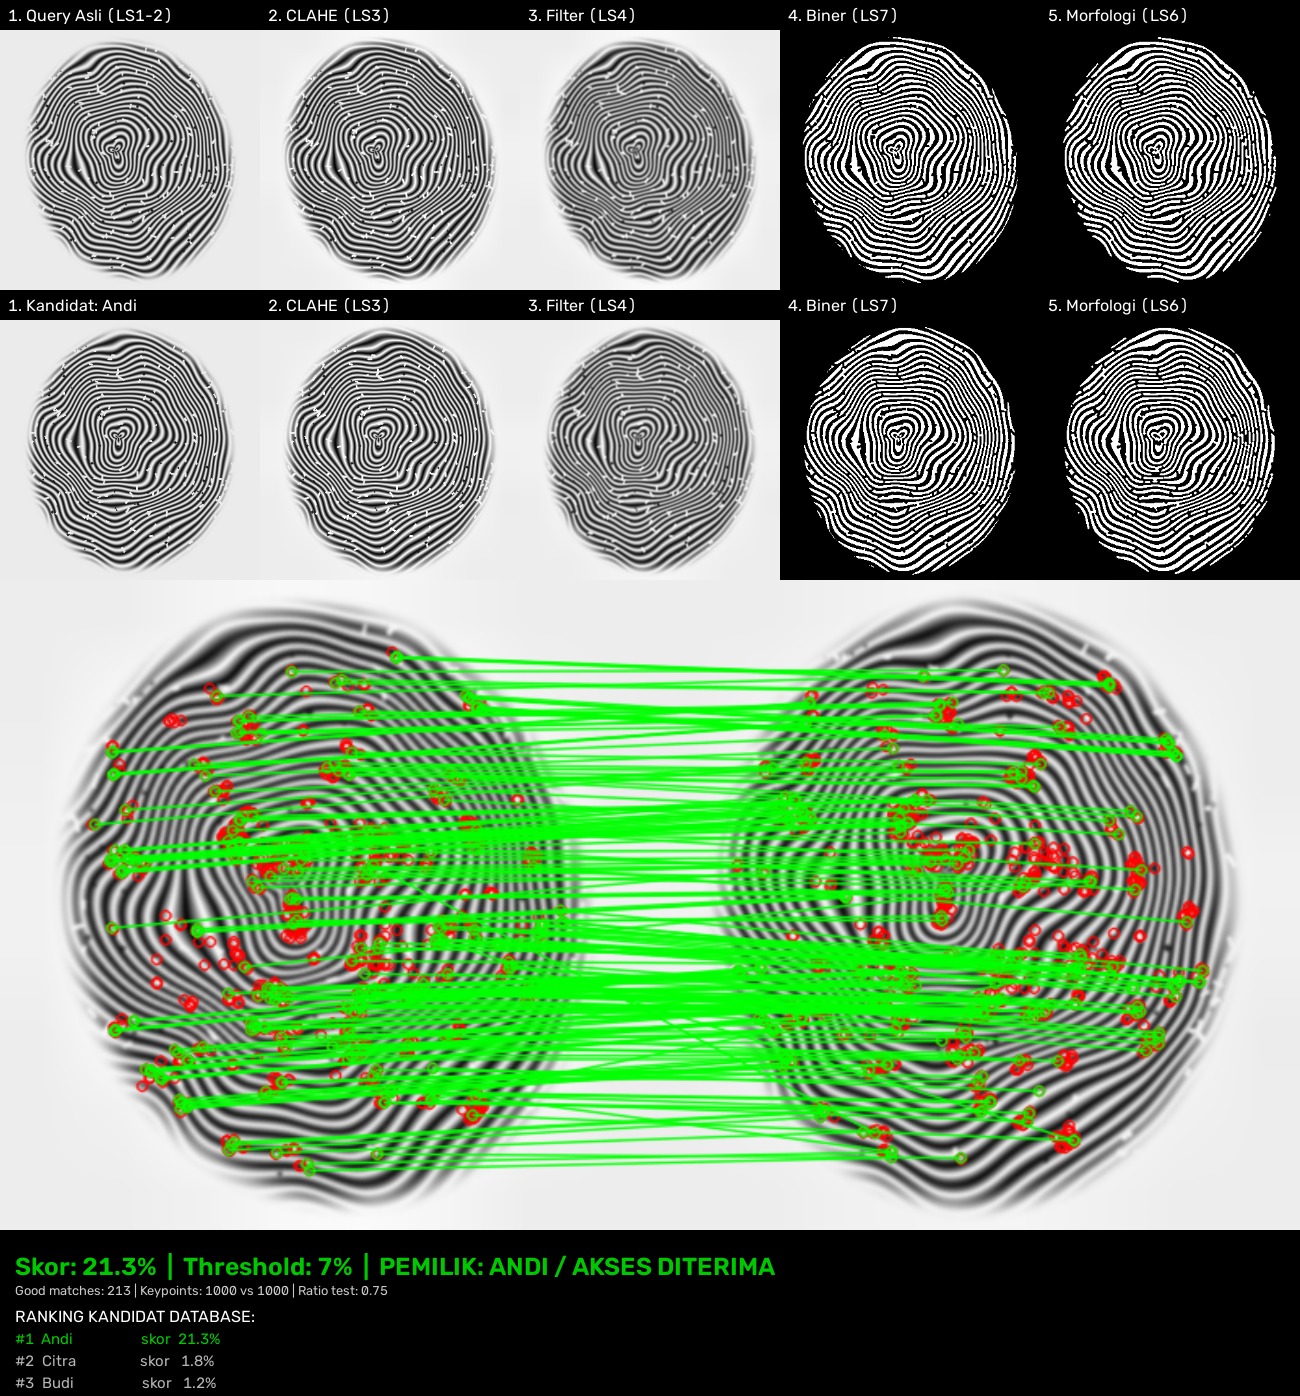 1. Query Asli (LS1-2)
2. CLAHE (LS3)
3. Filter (LS4)
4. Biner (LS7)
5. Morfologi (LS6)
1. Kandidat: Andi
2. CLAHE (LS3)
3. Filter (LS4)
4. Biner (LS7)
5. Morfologi (LS6)
Skor: 21.3% | Threshold: 7% | PEMILIK: ANDI / AKSES DITERIMA
Good matches: 213 | Keypoints: 1000 vs 1000 | Ratio test: 0.75
RANKING KANDIDAT DATABASE:
#1 Andi skor 21.3%
#2 Citra skor 1.8%
#3 Budi skor 1.2%